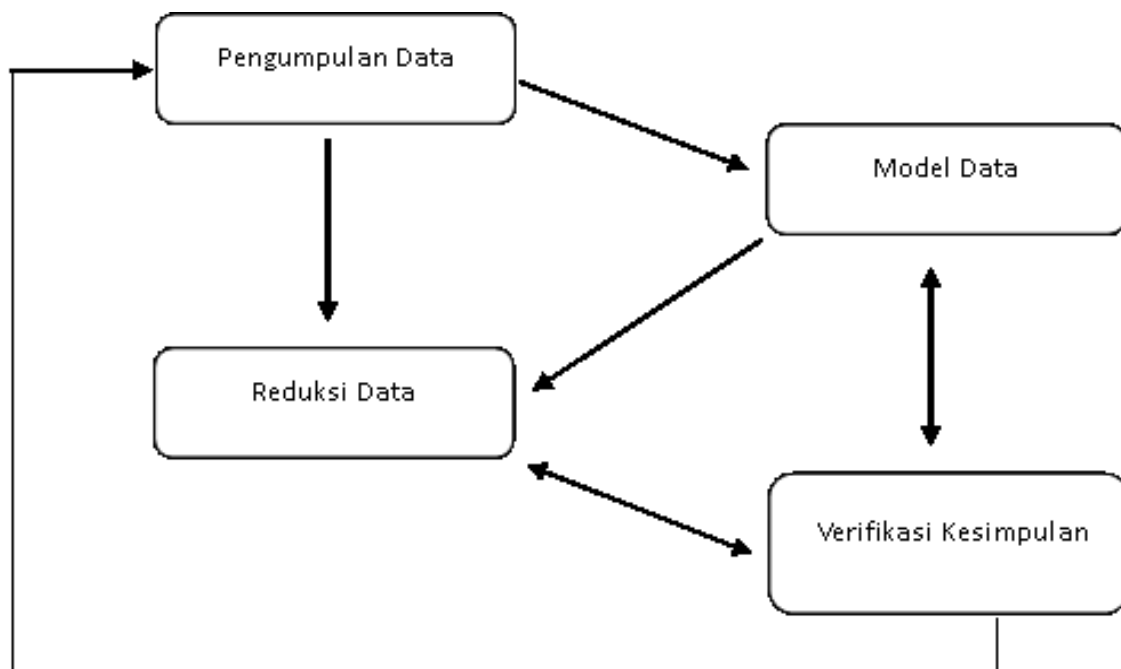 Pengumpulan Data
Model Data
Reduksi Data
Verifikasi Kesimpulan